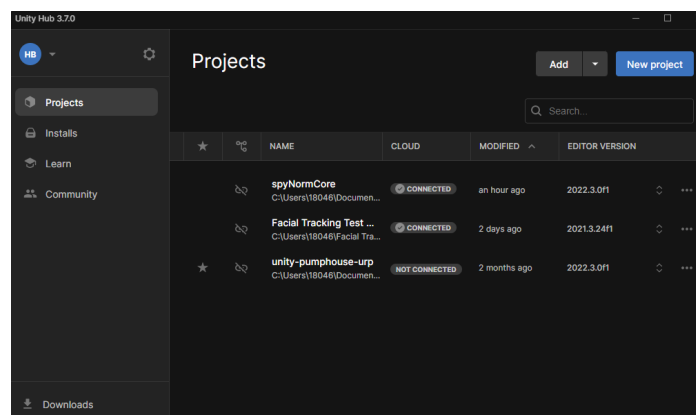 Unity Hub 3.7.0
HB
Projects
Add
New project
Search...
Projects
Installs
Learn
Community
NAME CLOUD MODIFIED EDITOR VERSION
spyNormCore CONNECTED an hour ago 2022.3.0f1
C:\Users\18046\Documen...
Facial Tracking Test ... CONNECTED 2 days ago 2021.3.24f1
C:\Users\18046\Facial Tra...
unity-pumphouse-urp NOT CONNECTED 2 months ago 2022.3.0f1
C:\Users\18046\Documen...
Downloads